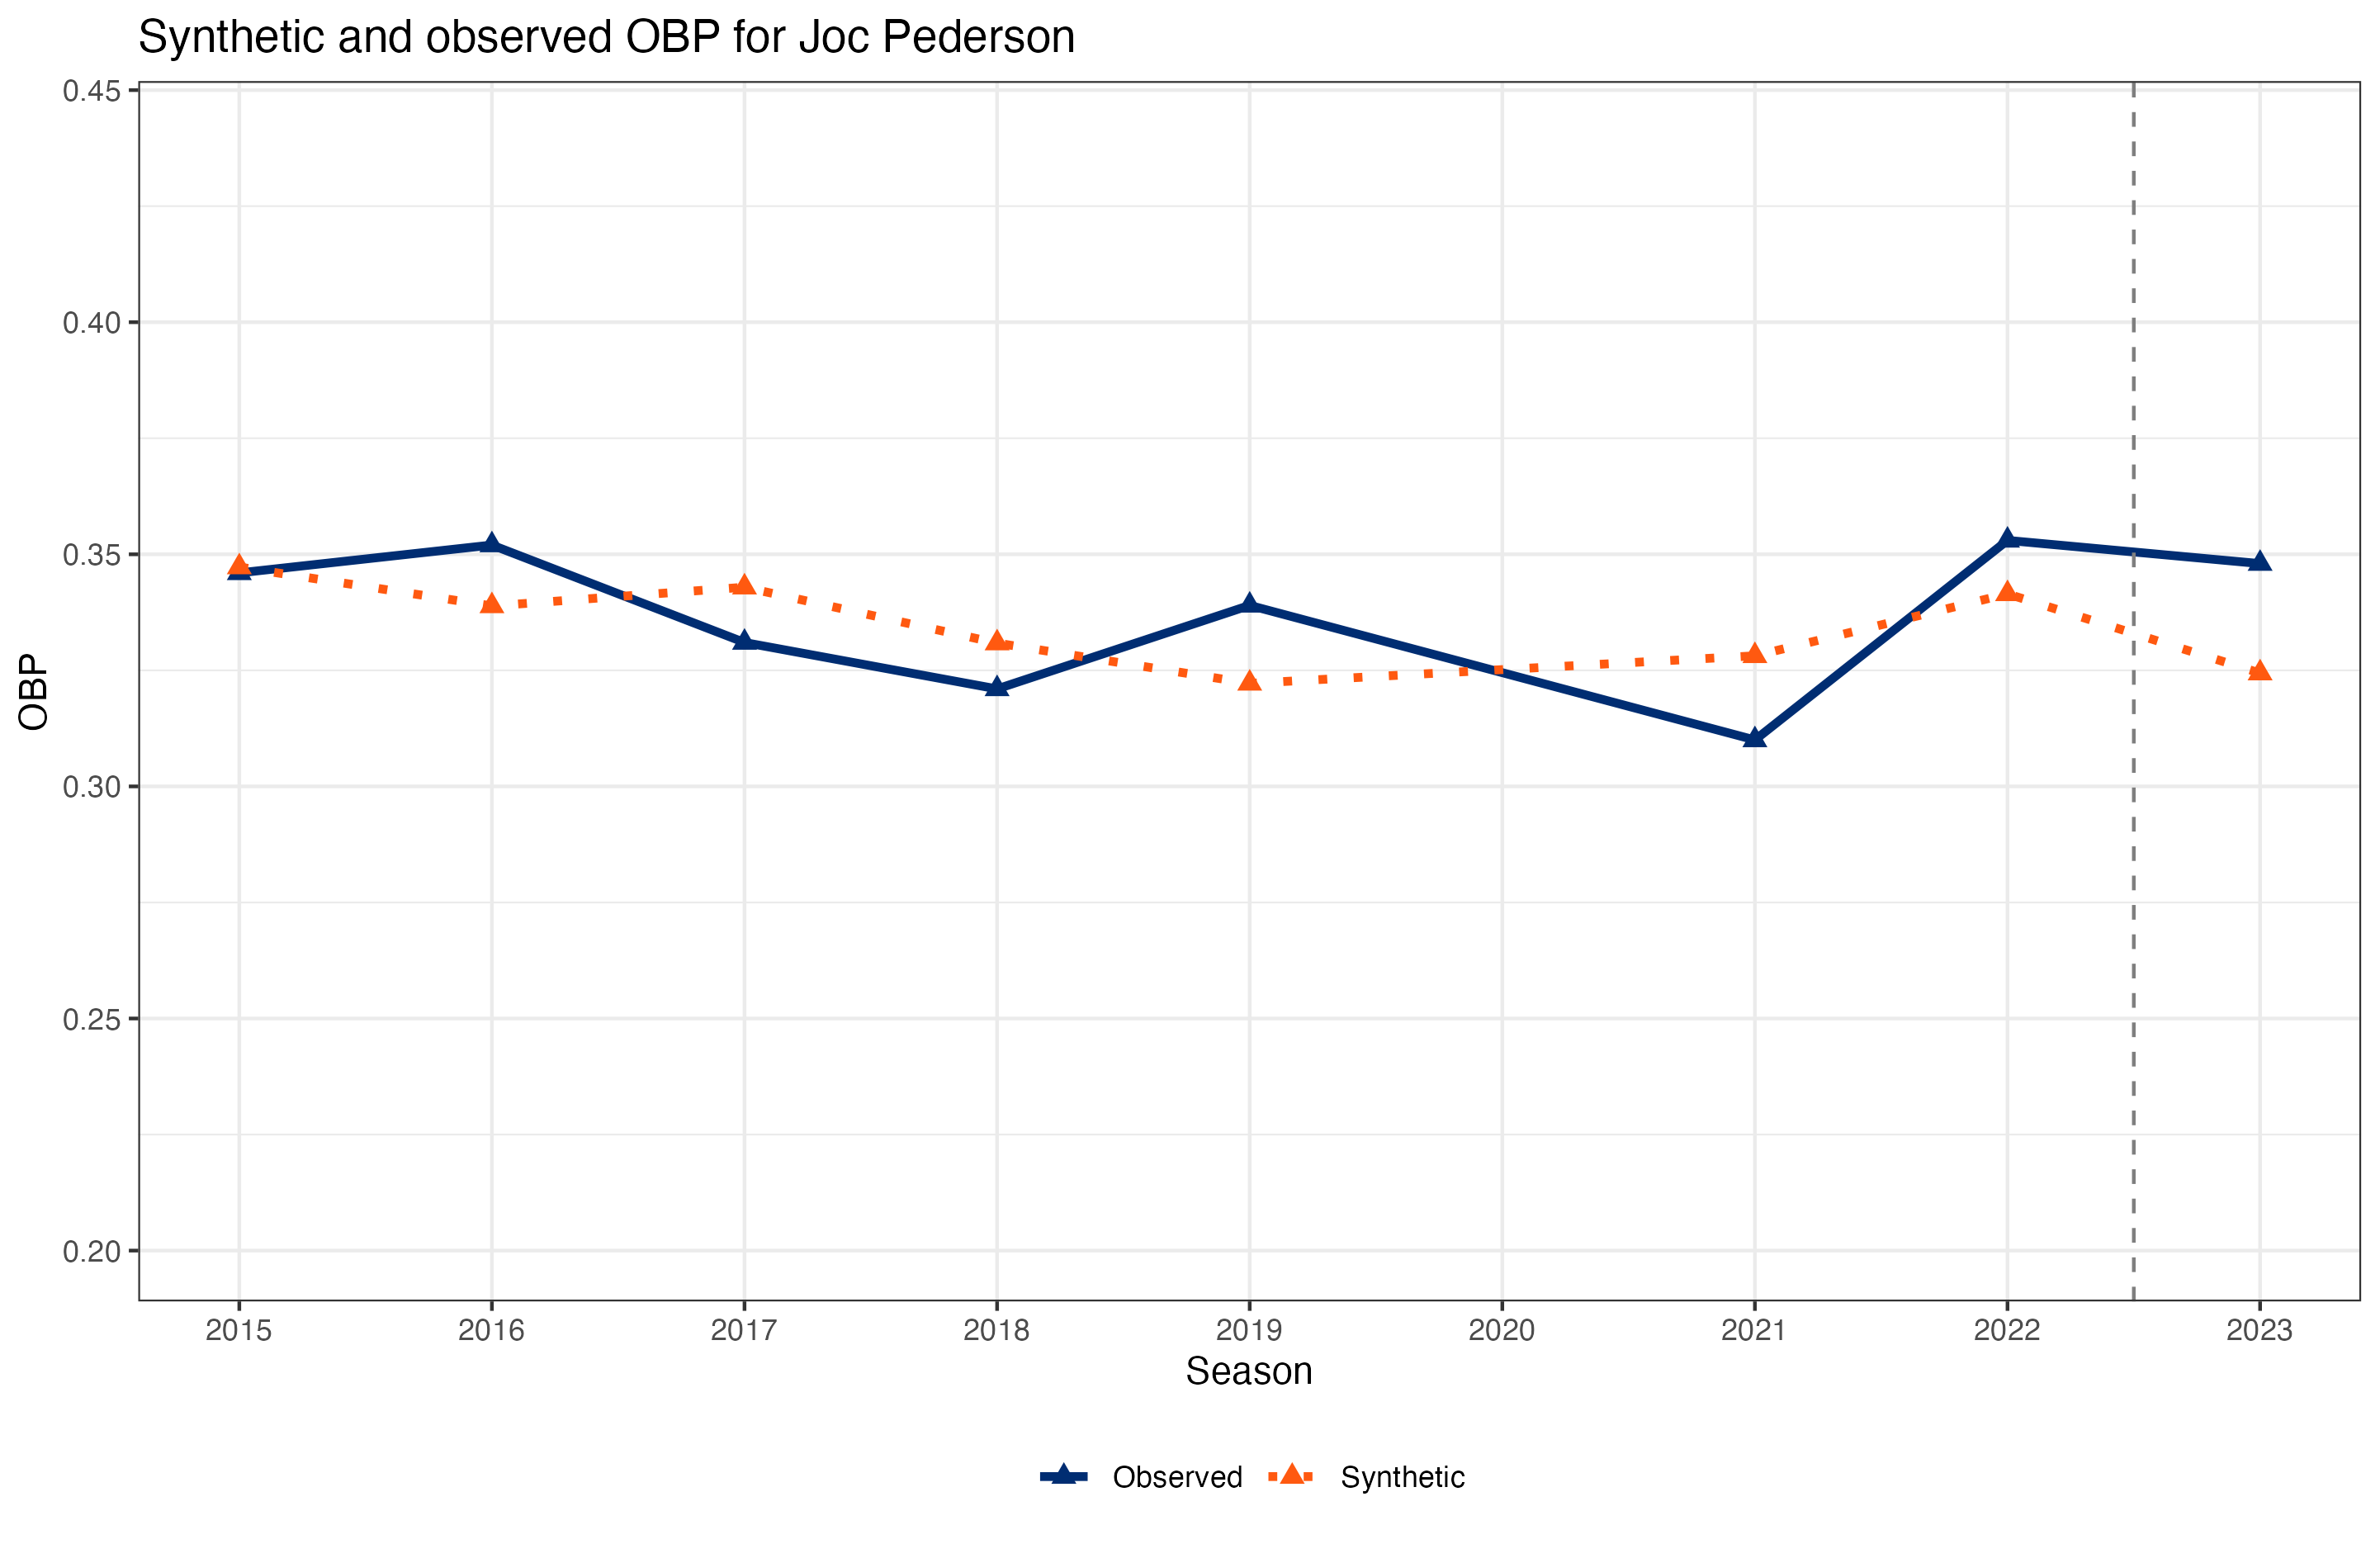 Synthetic and observed OBP for Joc Pederson
0.45
0.40
0.35
0.30
0.25
0.20
OBP
2015 2016 2017 2018 2019 2020 2021 2022 2023
Season
Observed Synthetic